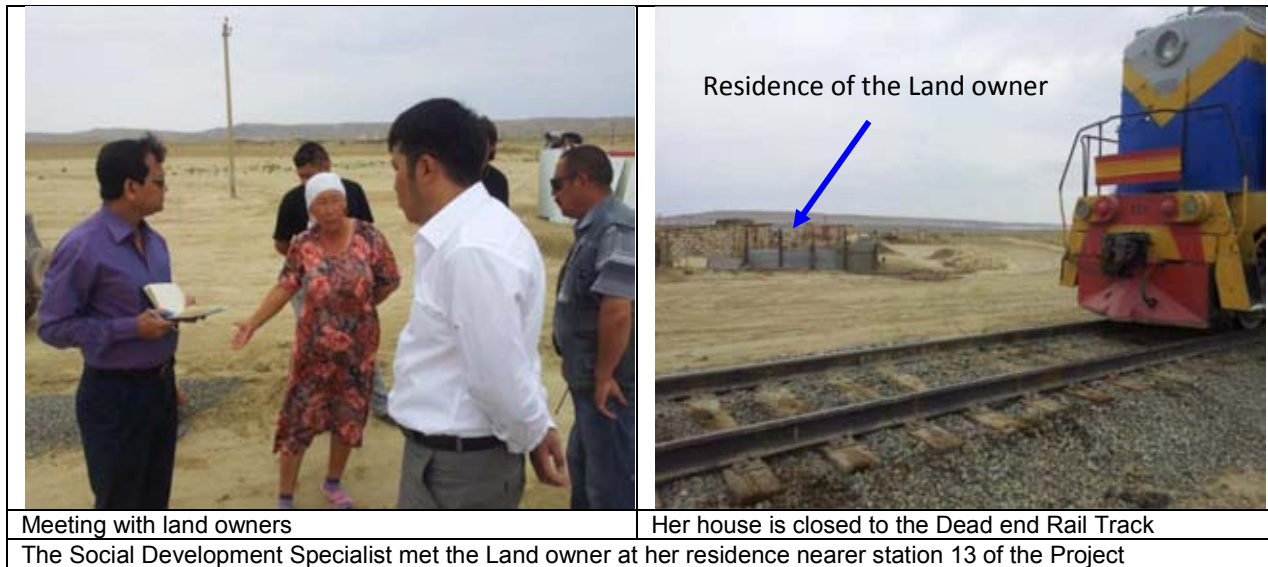 Residence of the Land owner
Meeting with land owners
Her house is closed to the Dead end Rail Track
The Social Development Specialist met the Land owner at her residence nearer station 13 of the Project